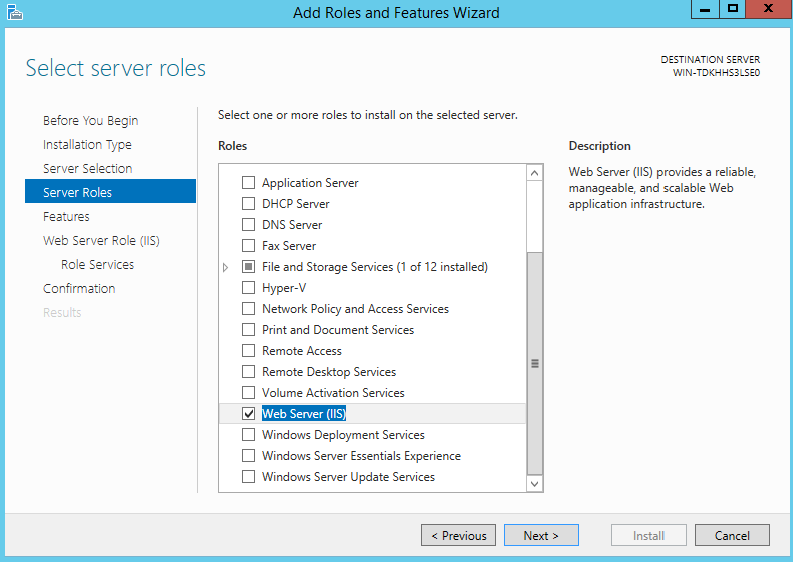 Add Roles and Features Wizard
Select server roles
DESTINATION SERVER
WIN-TDKHHS3LSE0
Before You Begin
Installation Type
Server Selection
Server Roles
Features
Web Server Role (IIS)
Role Services
Confirmation
Results
Select one or more roles to install on the selected server.
Roles
Application Server
DHCP Server
DNS Server
Fax Server
File and Storage Services (1 of 12 installed)
Hyper-V
Network Policy and Access Services
Print and Document Services
Remote Access
Remote Desktop Services
Volume Activation Services
Web Server (IIS)
Windows Deployment Services
Windows Server Essentials Experience
Windows Server Update Services
Description
Web Server (IIS) provides a reliable,
manageable, and scalable Web
application infrastructure.
< Previous
Next >
Install
Cancel